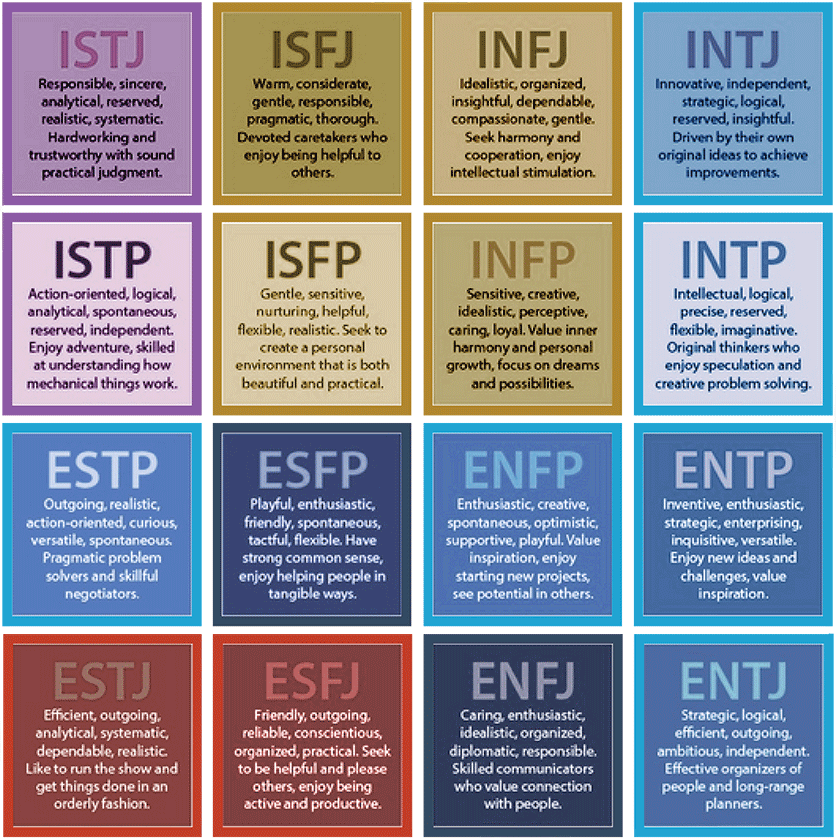 ISTJ
Responsible, sincere,
analytical, reserved,
realistic, systematic.
Hardworking and
trustworthy with sound
practical judgment.
ISFJ
Warm, considerate,
gentle, responsible,
pragmatic, thorough.
Devoted caretakers who
enjoy being helpful to
others.
INFJ
Idealistic, organized,
insightful, dependable,
compassionate, gentle.
Seek harmony and
cooperation, enjoy
intellectual stimulation.
INTJ
Innovative, independent,
strategic, logical,
reserved, insightful.
Driven by their own
original ideas to achieve
improvements.
ISTP
Action-oriented, logical,
analytical, spontaneous,
reserved, independent.
Enjoy adventure, skilled
at understanding how
mechanical things work.
ISFP
Gentle, sensitive,
nurturing, helpful,
flexible, realistic. Seek to
create a personal
environment that is both
beautiful and practical.
INFP
Sensitive, creative,
idealistic, perceptive,
caring, loyal. Value inner
harmony and personal
growth, focus on dreams
and possibilities.
INTP
Intellectual, logical,
precise, reserved,
flexible, imaginative.
Original thinkers who
enjoy speculation and
creative problem solving.
ESTP
Outgoing, realistic,
action-oriented, curious,
versatile, spontaneous.
Pragmatic problem
solvers and skillful
negotiators.
ESFP
Playful, enthusiastic,
friendly, spontaneous,
tactful, flexible. Have
strong common sense,
enjoy helping people in
tangible ways.
ENFP
Enthusiastic, creative,
spontaneous, optimistic,
supportive, playful. Value
inspiration, enjoy
starting new projects,
see potential in others.
ENTP
Inventive, enthusiastic,
strategic, enterprising,
inquisitive, versatile.
Enjoy new ideas and
challenges, value
inspiration.
ESTJ
Efficient, outgoing,
analytical, systematic,
dependable, realistic.
Like to run the show and
get things done in an
orderly fashion.
ESFJ
Friendly, outgoing,
reliable, conscientious,
organized, practical. Seek
to be helpful and please
others, enjoy being
active and productive.
ENFJ
Caring, enthusiastic,
idealistic, organized,
diplomatic, responsible.
Skilled communicators
who value connection
with people.
ENTJ
Strategic, logical,
efficient, outgoing,
ambitious, independent.
Effective organizers of
people and long-range
planners.